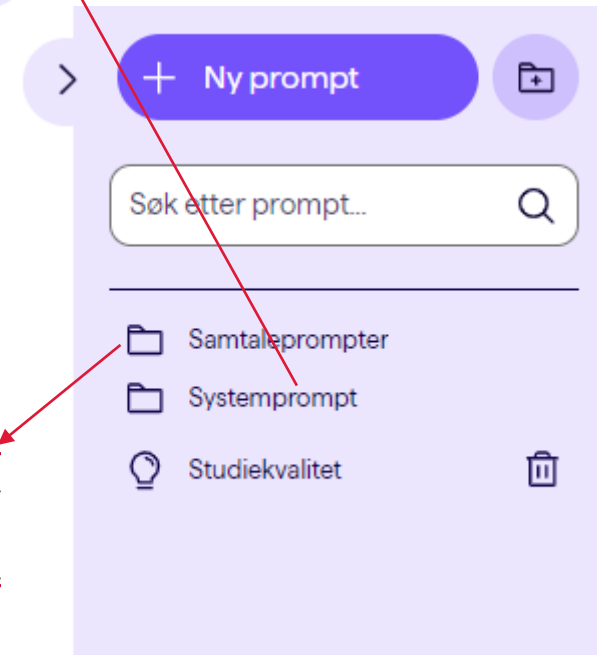 Ny prompt
Søk etter prompt...
Samtaleprompter
Systemprompt
Studiekvalitet